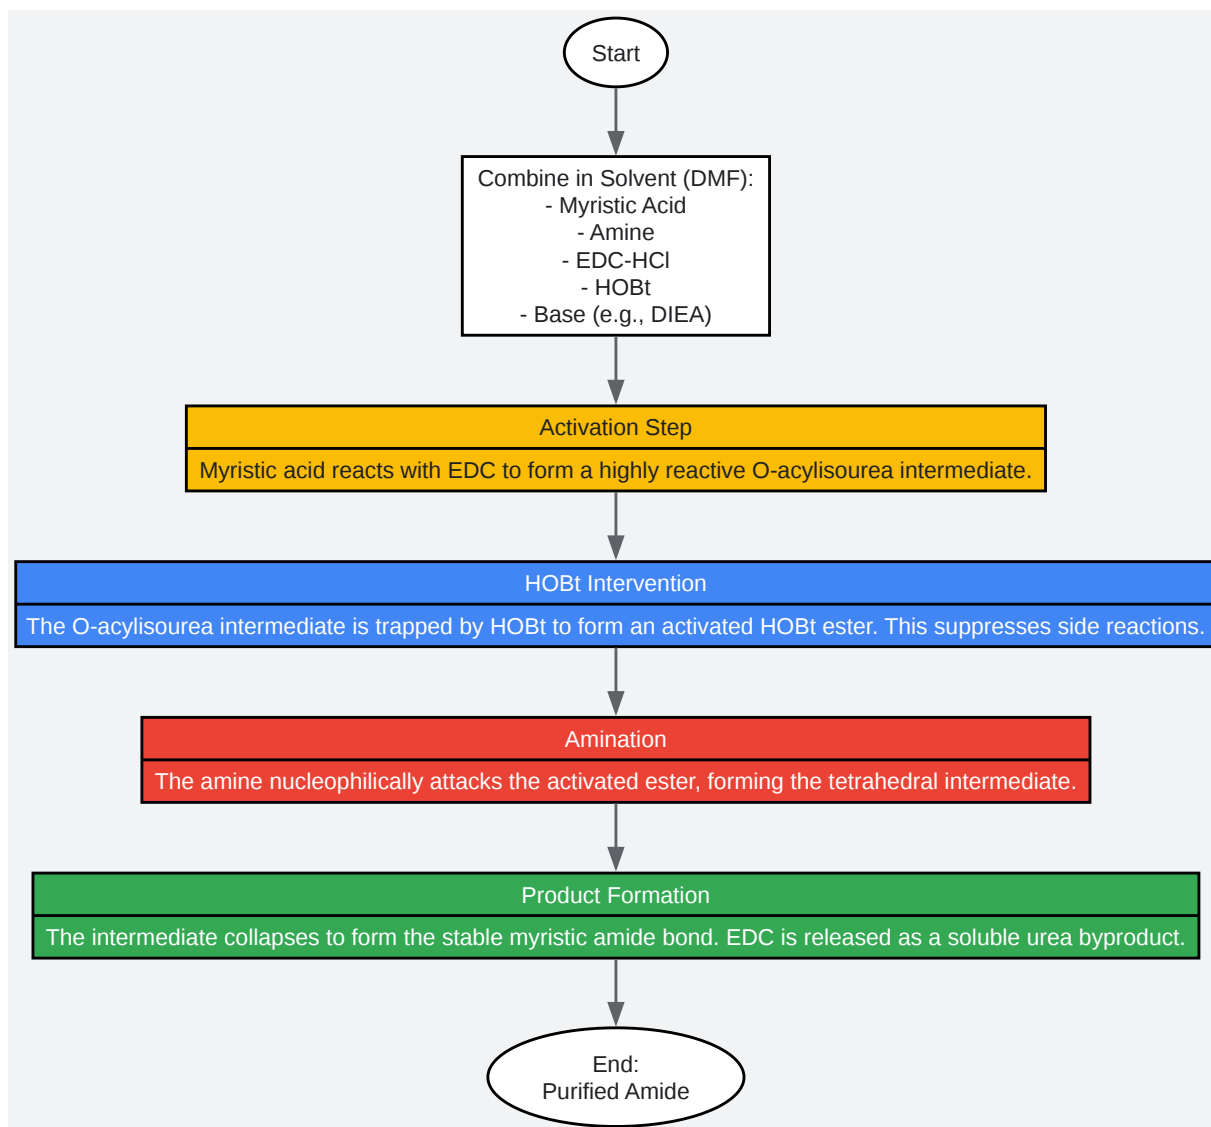 Start
Combine in Solvent (DMF):
- Myristic Acid
- Amine
- EDC-HCl
- HOBt
- Base (e.g., DIEA)
Activation Step
Myristic acid reacts with EDC to form a highly reactive O-acylisourea intermediate.
HOBt Intervention
The O-acylisourea intermediate is trapped by HOBt to form an activated HOBt ester. This suppresses side reactions.
Amination
The amine nucleophilically attacks the activated ester, forming the tetrahedral intermediate.
Product Formation
The intermediate collapses to form the stable myristic amide bond. EDC is released as a soluble urea byproduct.
End:
Purified Amide